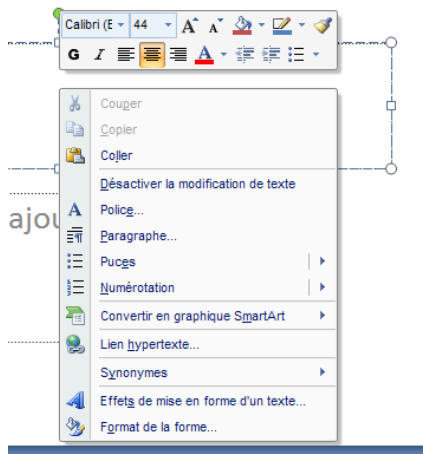 Calibri (E 44 A A
G I A
Couper
Copier
Coller
Désactiver la modification de texte
ajou
A Police...
Paragraphe...
Puces
Numérotation
Convertir en graphique SmartArt
Lien hypertexte...
Synonymes
Effets de mise en forme d'un texte...
Format de la forme...